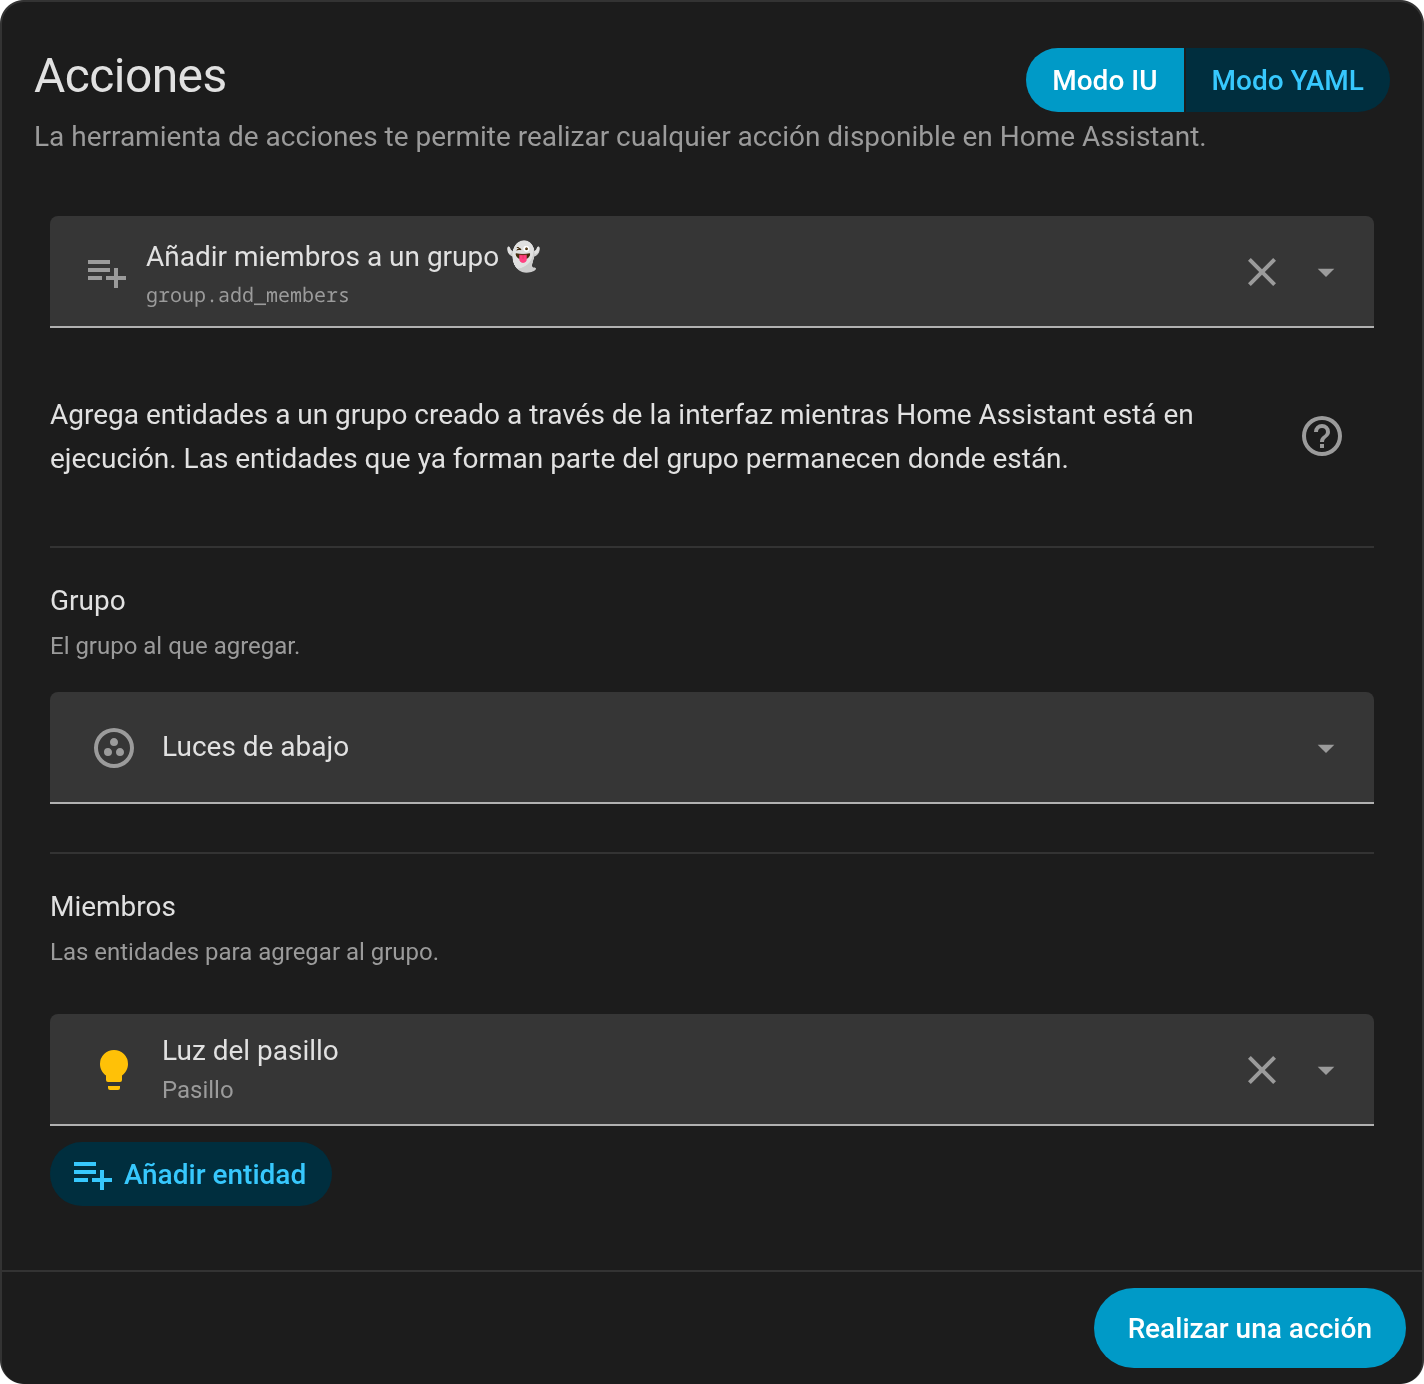 Acciones
Modo IU
Modo YAML
La herramienta de acciones te permite realizar cualquier acción disponible en Home Assistant.
Añadir miembros a un grupo 👻
group.add_members
Agrega entidades a un grupo creado a través de la interfaz mientras Home Assistant está en
ejecución. Las entidades que ya forman parte del grupo permanecen donde están.
Grupo
El grupo al que agregar.
Luces de abajo
Miembros
Las entidades para agregar al grupo.
Luz del pasillo
Pasillo
Añadir entidad
Realizar una acción